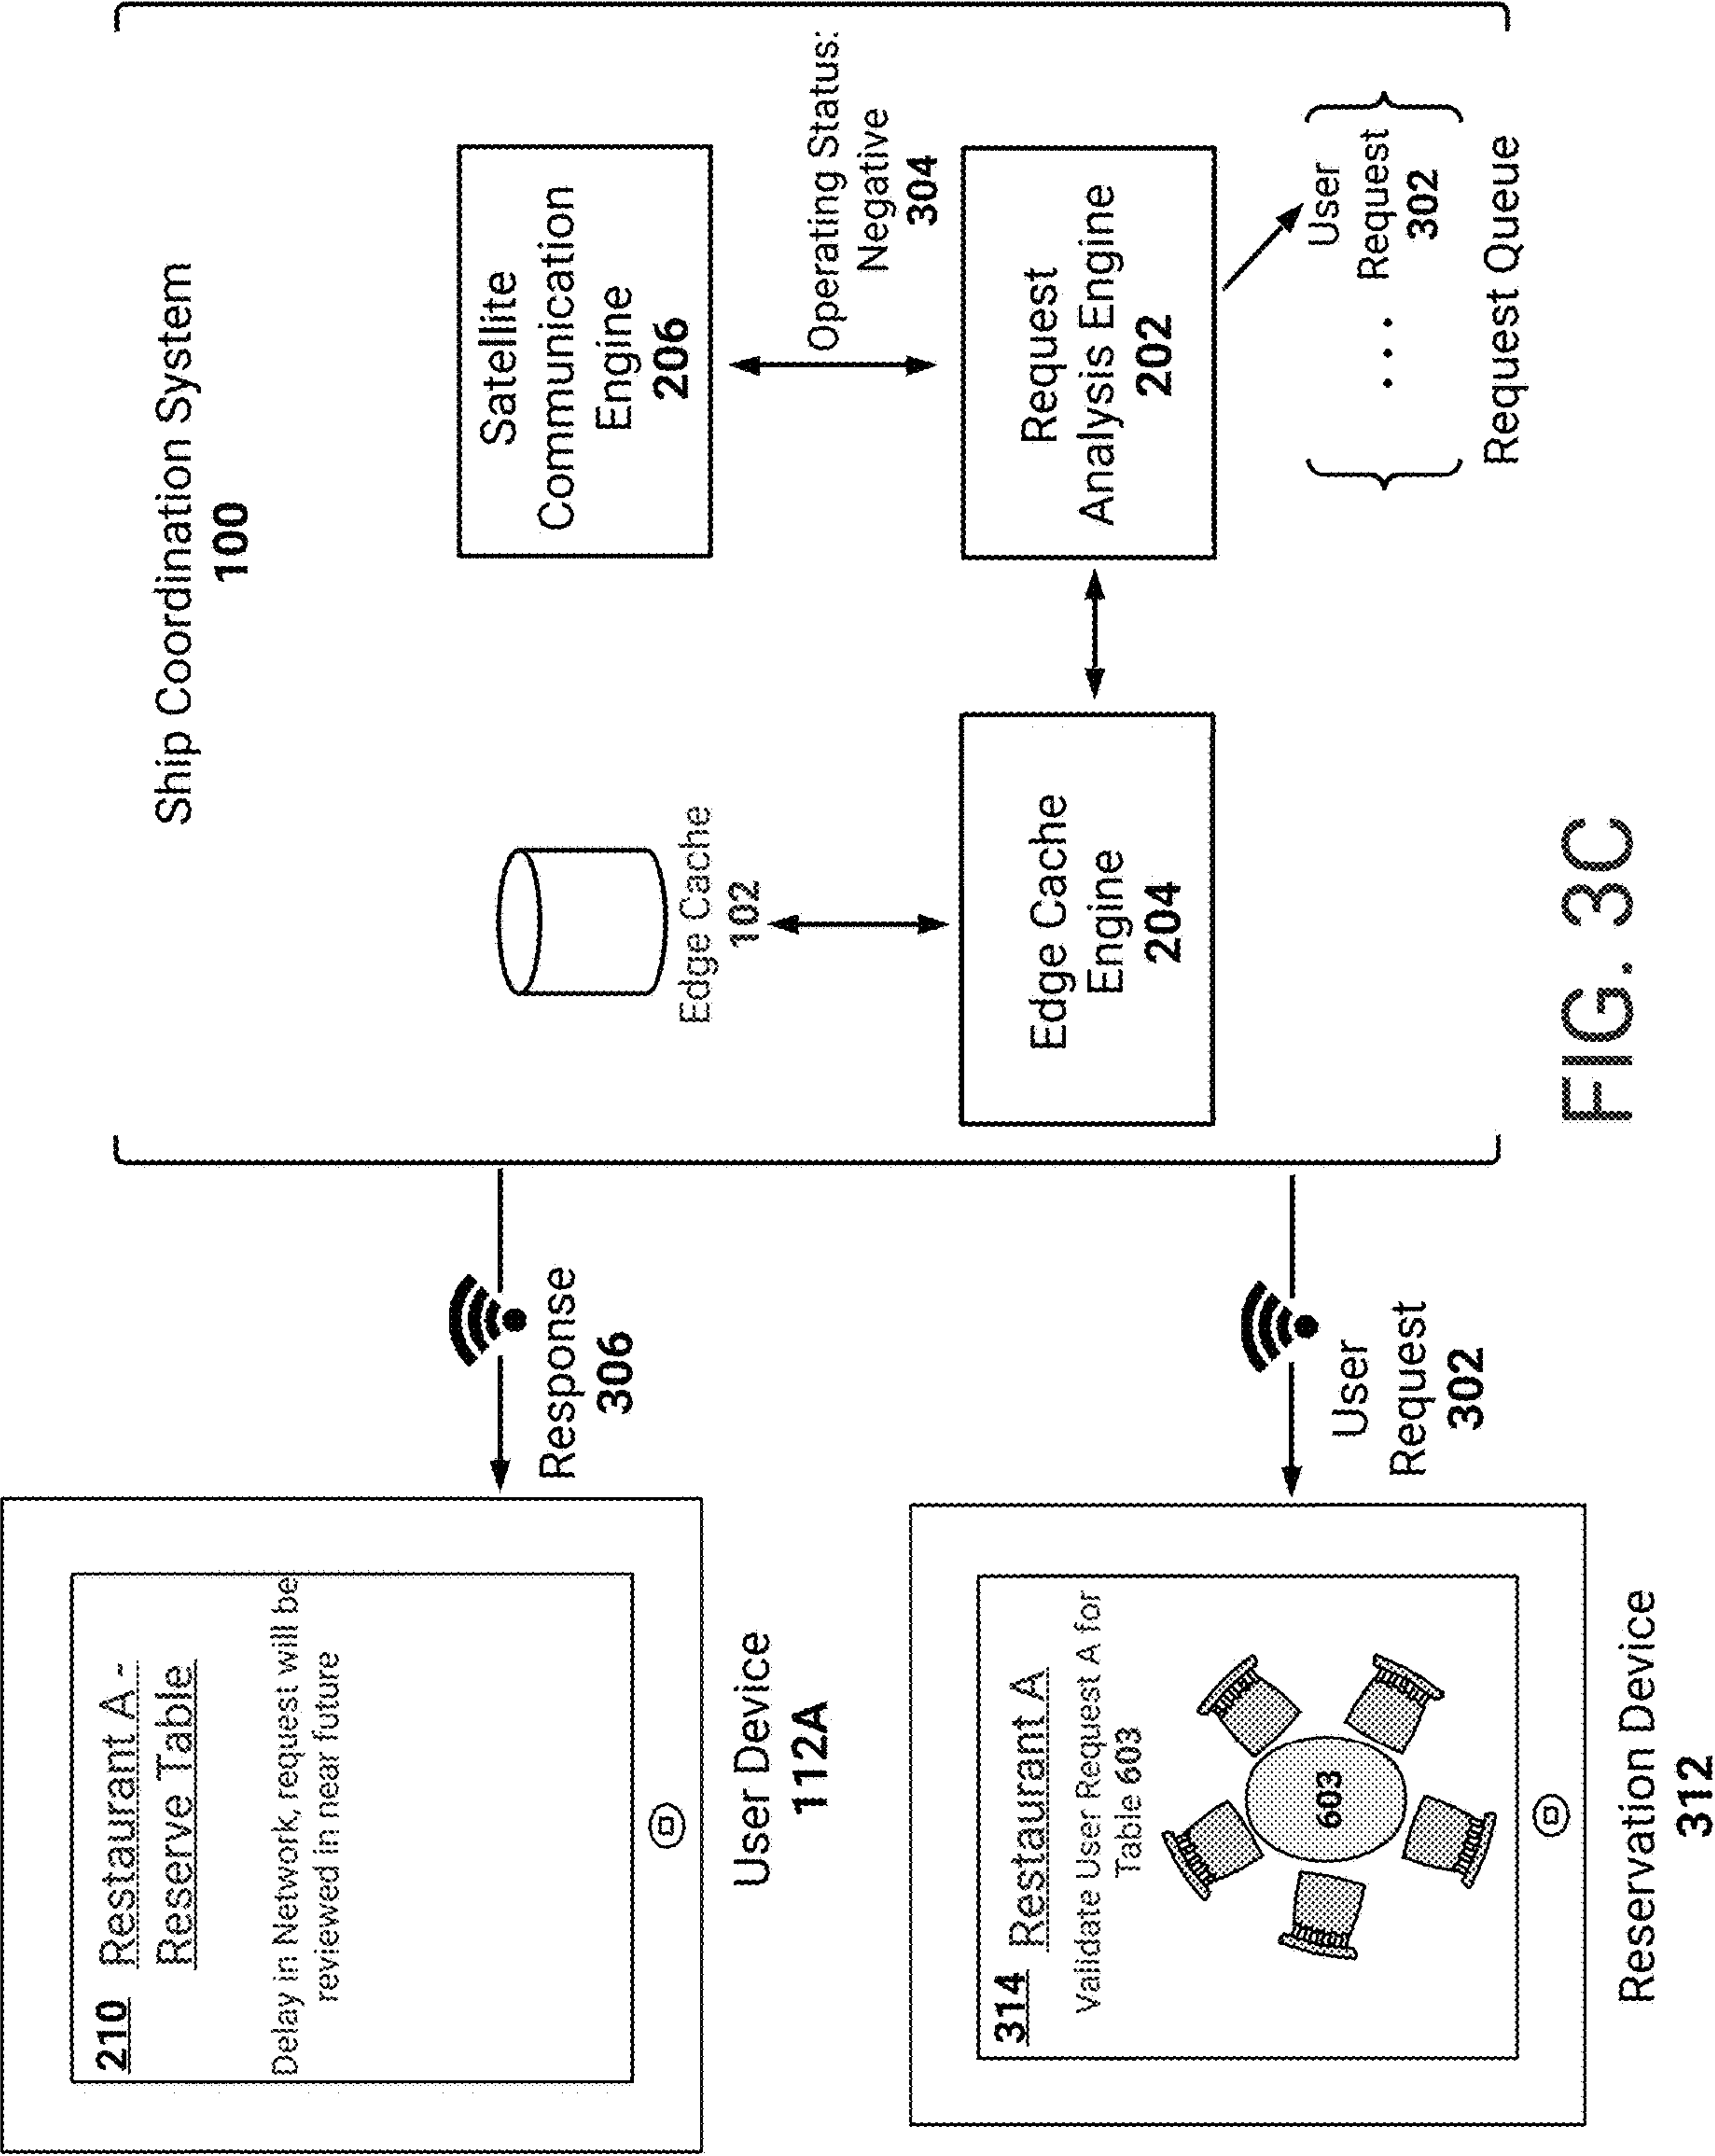 210 Restaurant A -
Reserve Table
Delay in Network, request will be
reviewed in near future
User Device
112A
Response
306
314 Restaurant A
Validate User Request A for
Table 603
603
Reservation Device
312
User
Request
302
Ship Coordination System
100
Edge Cache
102
Satellite
Communication
Engine
206
Operating Status:
Negative
304
Edge Cache
Engine
204
Request
Analysis Engine
202
User
. . . Request
302
Request Queue
FIG. 3C